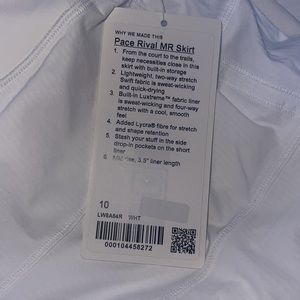 WHY WE MADE THIS
Pace Rival MR Skirt
1. From the court to the trails,
keep necessities close in this
skirt with built-in storage
2. Lightweight, two-way stretch
Swift fabric is sweat-wicking
and quick-drying
3. Built-in Luxtreme™ fabric liner
is sweat-wicking and four-way
stretch with a cool, smooth
feel
4. Added Lycra® fibre for stretch
and shape retention
5. Stash your stuff in the side
drop-in pockets on the short
liner
6. Mid rise, 3.5" liner length
10
LW8A84R WHT
000104458272